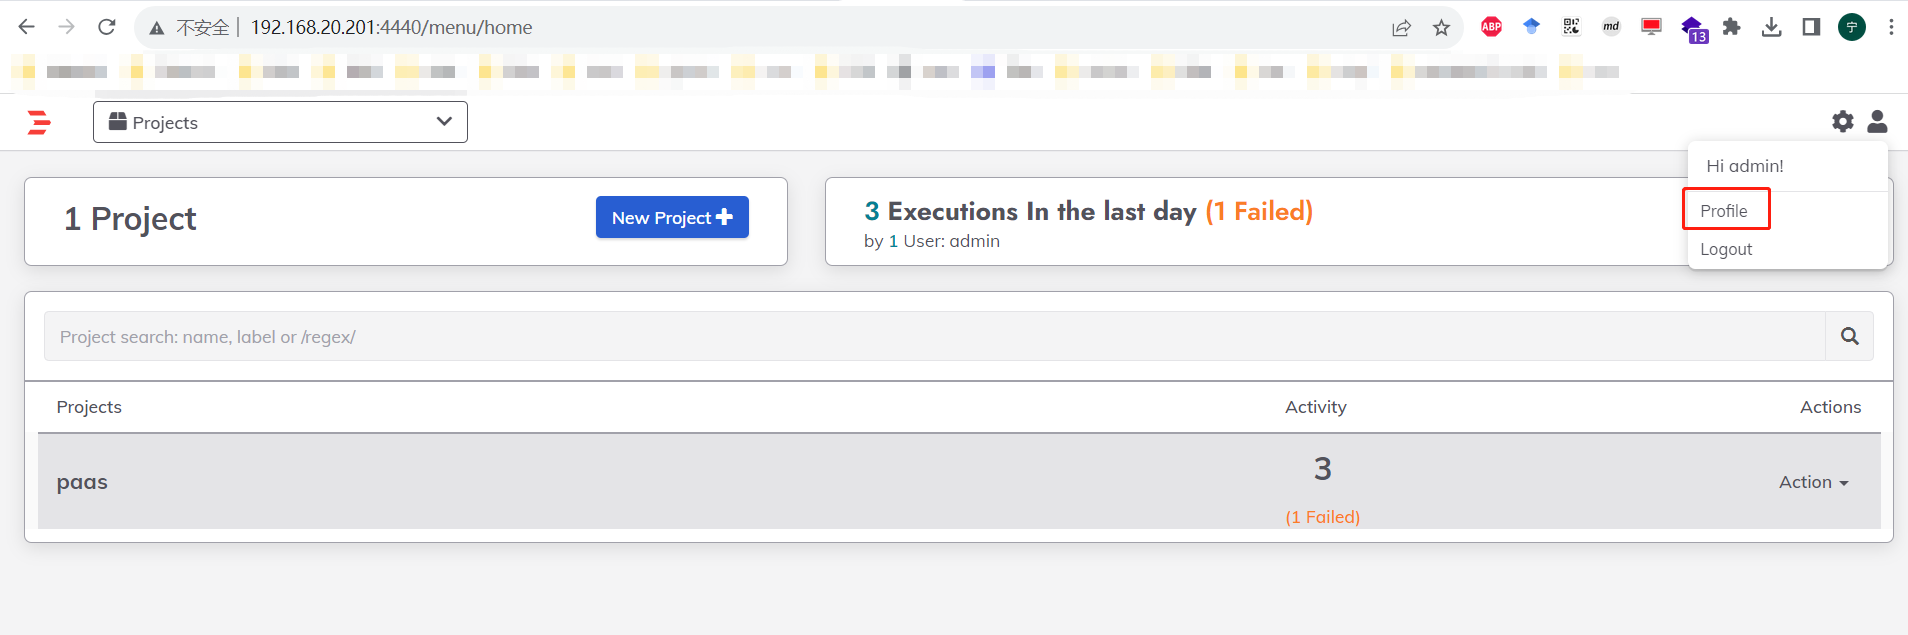 不安全 192.168.20.201:4440/menu/home
ABP
md
13
宁
Projects
Hi admin!
Profile
Logout
1 Project
New Project
3 Executions In the last day (1 Failed)
by 1 User: admin
Project search: name, label or /regex/
Projects Activity Actions
paas
3
(1 Failed)
Action